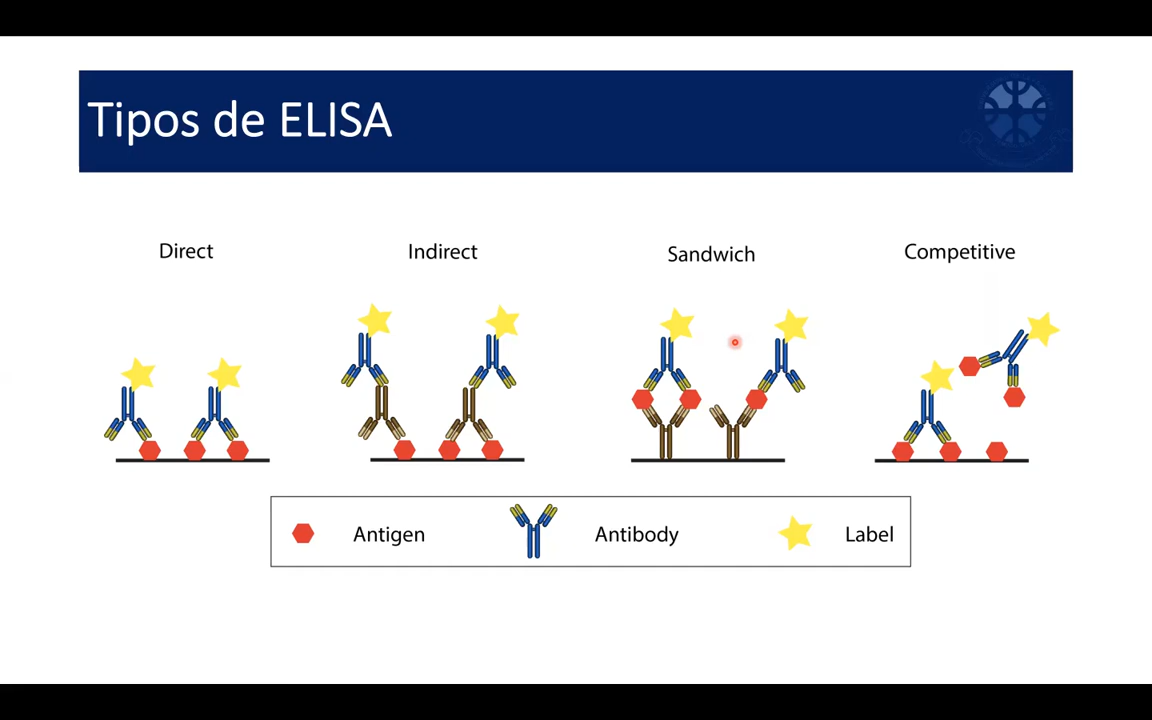 Tipos de ELISA
Direct
Indirect
Sandwich
Competitive
Antigen
Antibody
Label